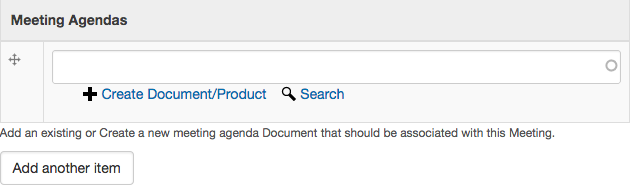 Meeting Agendas
Create Document/Product Search
Add an existing or Create a new meeting agenda Document that should be associated with this Meeting.
Add another item